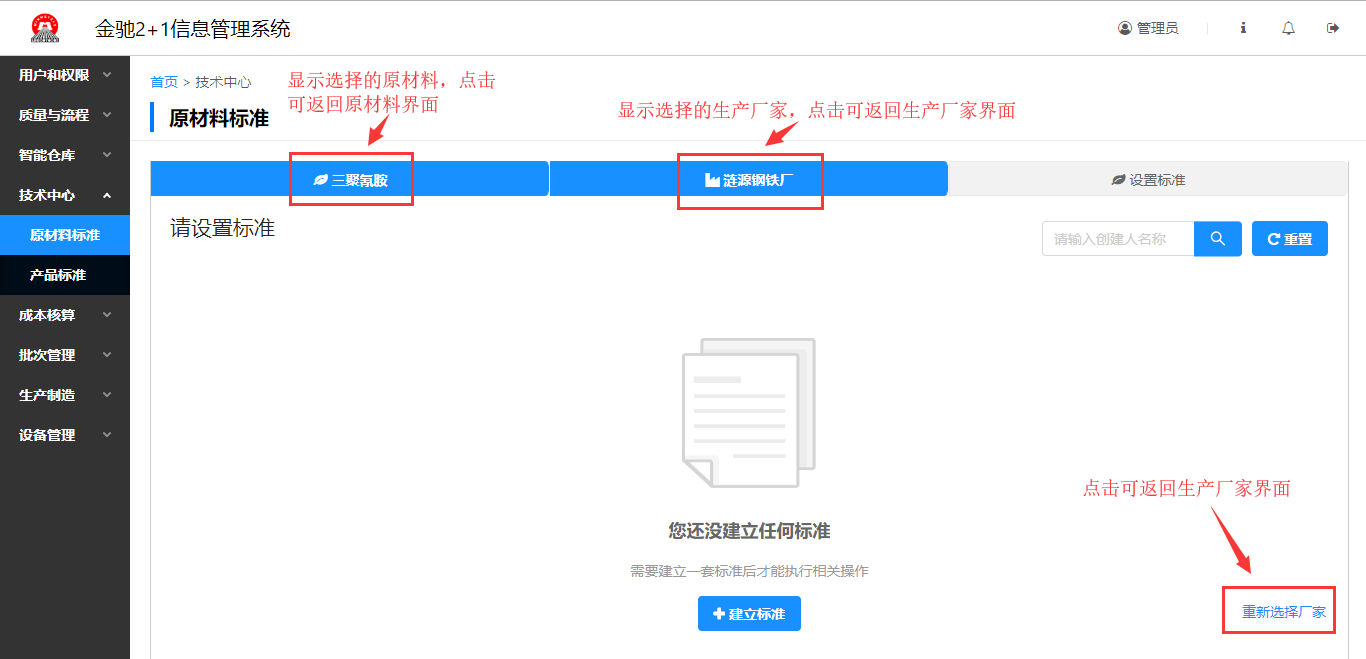 金驰2+1信息管理系统
管理员
用户和权限
质量与流程
智能仓库
技术中心
原材料标准
产品标准
成本核算
批次管理
生产制造
设备管理
首页 > 技术中心
显示选择的原材料，点击
可返回原材料界面
原材料标准
显示选择的生产厂家，点击可返回生产厂家界面
三聚氰胺
涟源钢铁厂
设置标准
请设置标准
请输入创建人名称
重置
您还没建立任何标准
需要建立一套标准后才能执行相关操作
建立标准
点击可返回生产厂家界面
重新选择厂家